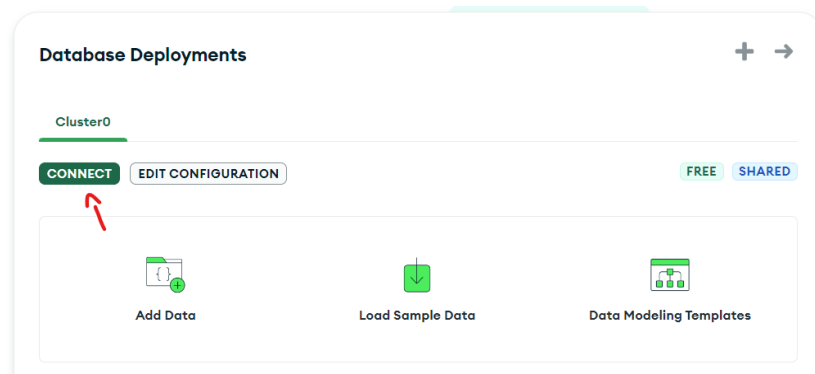 Database Deployments
Cluster0
CONNECT EDIT CONFIGURATION FREE SHARED
{ }
Add Data Load Sample Data Data Modeling Templates